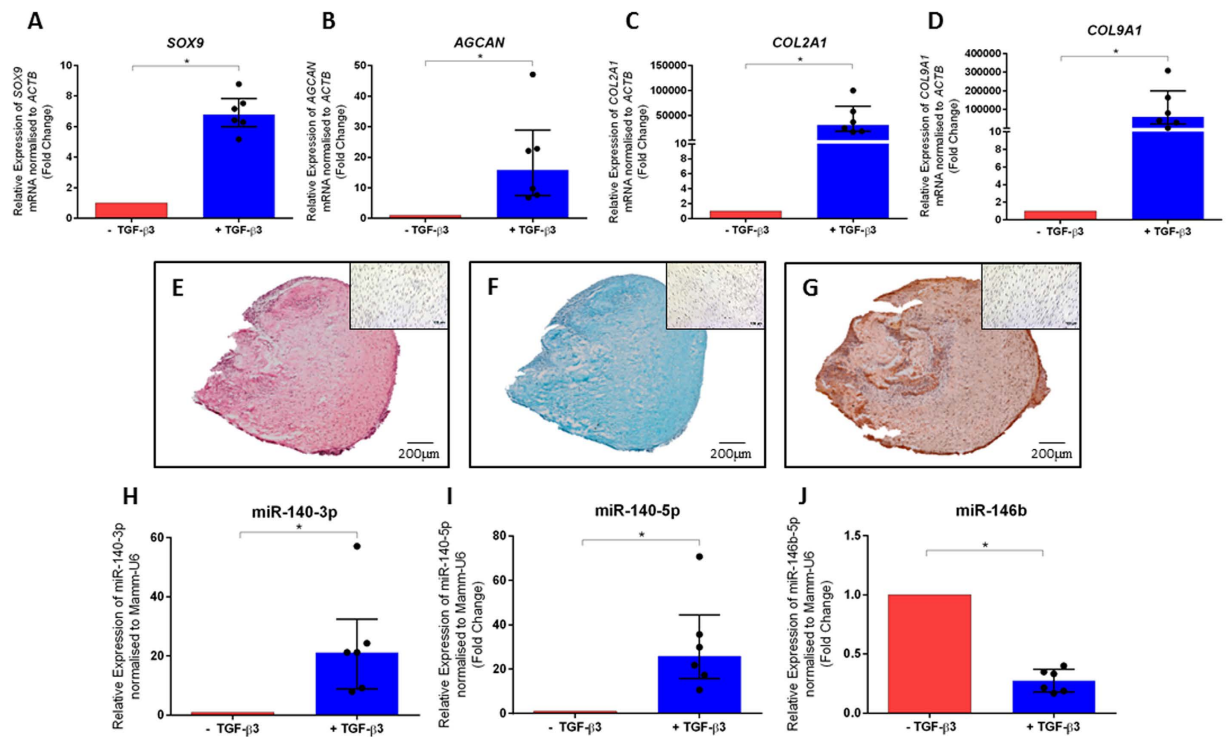 A
SOX9
*
Relative Expression of SOX9
mRNA normalised to ACTB
(Fold Change)
10
8
6
4
2
0
- TGF-β3
+ TGF-β3
B
AGCAN
*
Relative Expression of AGCAN
mRNA normalised to ACTB
(Fold Change)
50
40
30
20
10
0
- TGF-β3
+ TGF-β3
C
COL2A1
*
Relative Expression of COL2A1
mRNA normalised to ACTB
(Fold Change)
150000
100000
50000
10
8
6
4
2
0
- TGF-β3
+ TGF-β3
D
COL9A1
*
Relative Expression of COL9A1
mRNA normalised to ACTB
(Fold Change)
400000
300000
200000
100000
10
8
6
4
2
0
- TGF-β3
+ TGF-β3
E
200µm
F
200µm
G
200µm
H
miR-140-3p
*
Relative Expression of miR-140-3p
normalised to Mamm-U6
60
40
20
0
- TGF-β3
+ TGF-β3
I
miR-140-5p
*
Relative Expression of miR-140-5p
normalised to Mamm-U6
(Fold Change)
80
60
40
20
0
- TGF-β3
+ TGF-β3
J
miR-146b
*
Relative Expression of miR-146b-5p
normalised to Mamm-U6
(Fold Change)
1.5
1.0
0.5
0.0
- TGF-β3
+ TGF-β3